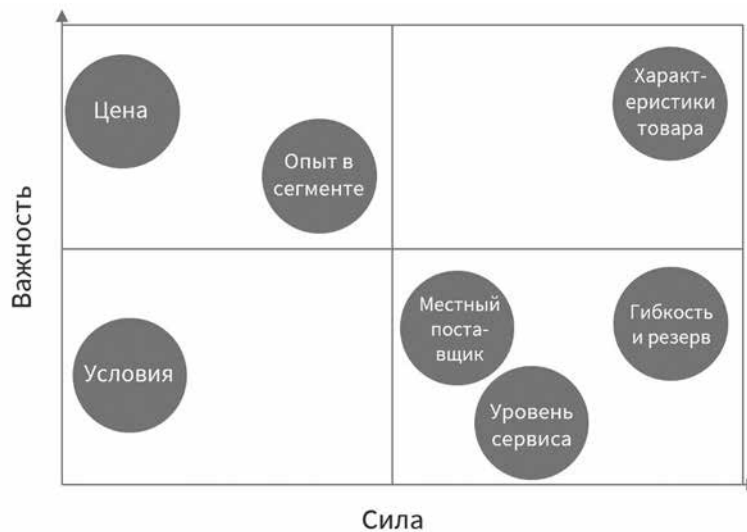 Цена
Опыт в
сегменте
Характ-
еристики
товара
Важность
Условия
Местный
поста-
вщик
Гибкость
и резерв
Уровень
сервиса
Сила